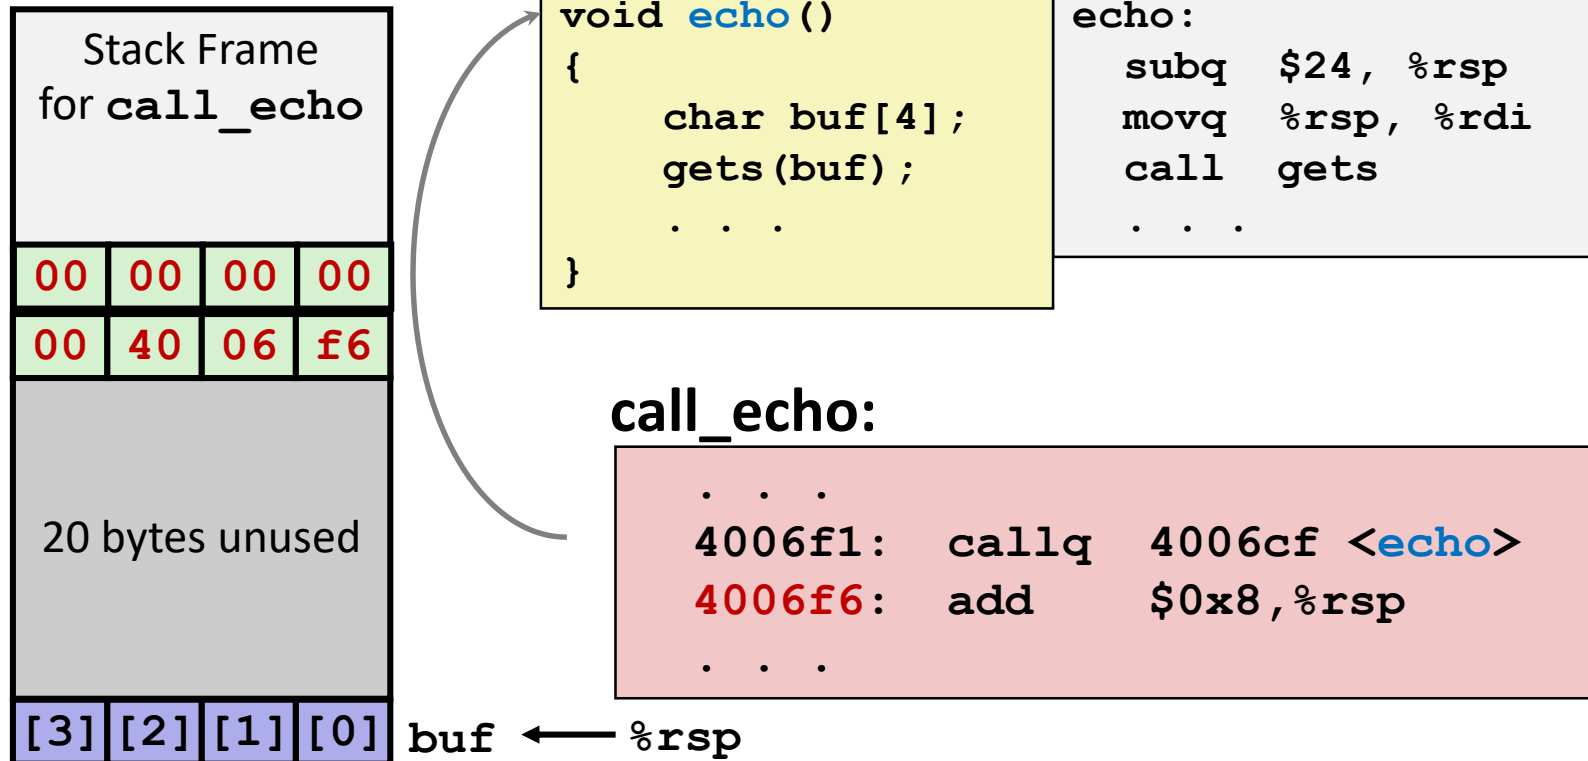 Stack Frame
for call_echo
00 00 00 00
00 40 06 f6
20 bytes unused
[3] [2] [1] [0] buf %rsp
void echo()
{
char buf[4];
gets(buf);
. . .
}
echo:
subq $24, %rsp
movq %rsp, %rdi
call gets
. . .
call_echo:
. . .
4006f1: callq 4006cf <echo>
4006f6: add $0x8,%rsp
. . .